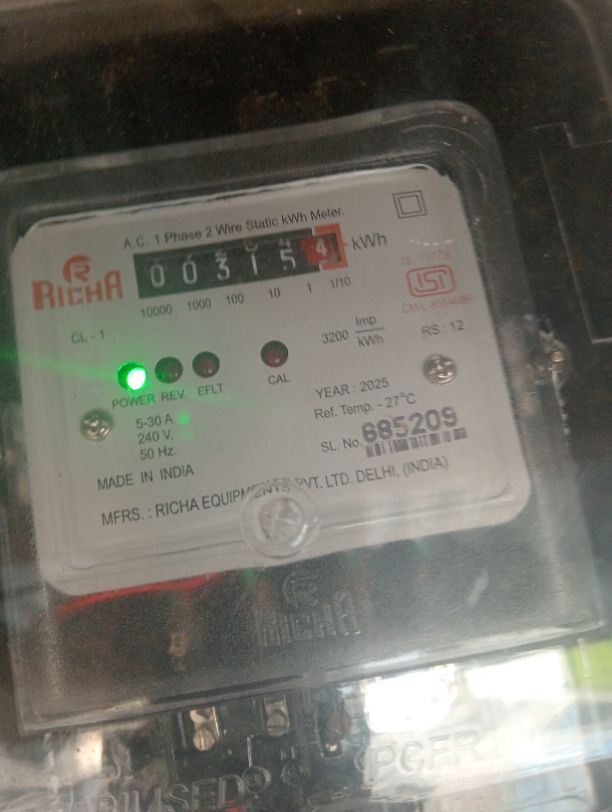 A.C. 1 Phase 2 Wire Static kWh Meter.
RICHA
0 0 3 1 5 4 kWh
10000 1000 100 10 1 1/10
IS : 13779
ISI
CL - 1
3200 Imp/kWh
RS : 12
POWER REV. EFLT CAL
5-30 A
240 V.
50 Hz.
YEAR : 2025
Ref. Temp. - 27°C
SL. No. 685209
MADE IN INDIA
MFRS. : RICHA EQUIPMENTS PVT. LTD. DELHI, (INDIA)
RICHA